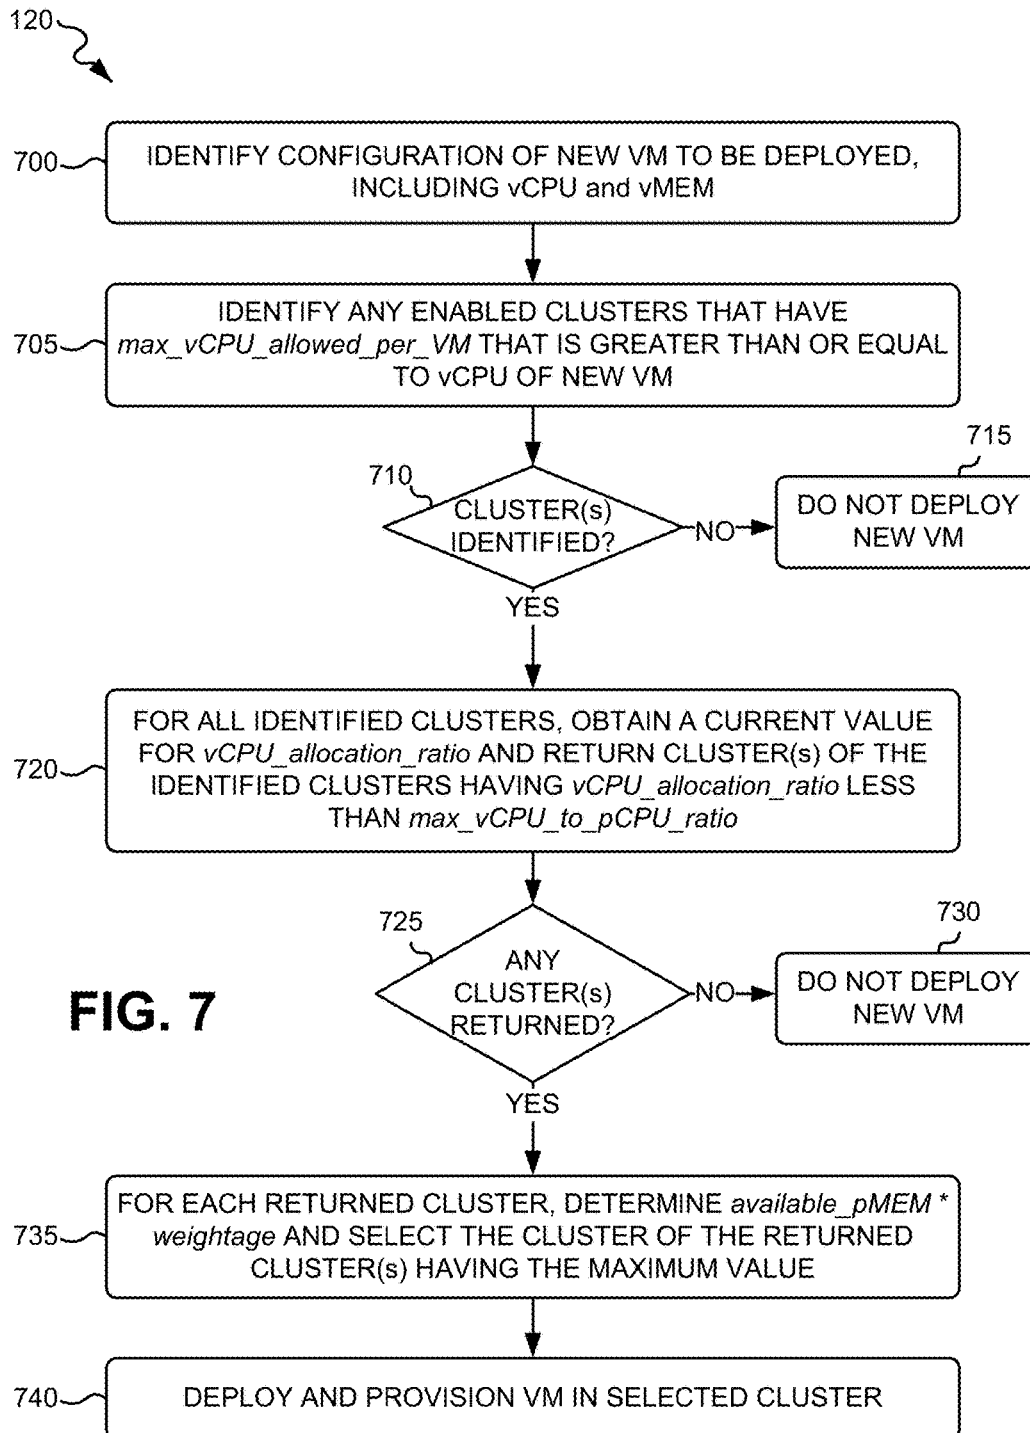 120
700
IDENTIFY CONFIGURATION OF NEW VM TO BE DEPLOYED,
INCLUDING vCPU and vMEM
705
IDENTIFY ANY ENABLED CLUSTERS THAT HAVE
max_vCPU_allowed_per_VM THAT IS GREATER THAN OR EQUAL
TO vCPU OF NEW VM
710
CLUSTER(s)
IDENTIFIED?
NO
715
DO NOT DEPLOY
NEW VM
YES
720
FOR ALL IDENTIFIED CLUSTERS, OBTAIN A CURRENT VALUE
FOR vCPU_allocation_ratio AND RETURN CLUSTER(s) OF THE
IDENTIFIED CLUSTERS HAVING vCPU_allocation_ratio LESS
THAN max_vCPU_to_pCPU_ratio
725
ANY
CLUSTER(s)
RETURNED?
NO
730
DO NOT DEPLOY
NEW VM
FIG. 7
YES
735
FOR EACH RETURNED CLUSTER, DETERMINE available_pMEM *
weightage AND SELECT THE CLUSTER OF THE RETURNED
CLUSTER(s) HAVING THE MAXIMUM VALUE
740
DEPLOY AND PROVISION VM IN SELECTED CLUSTER